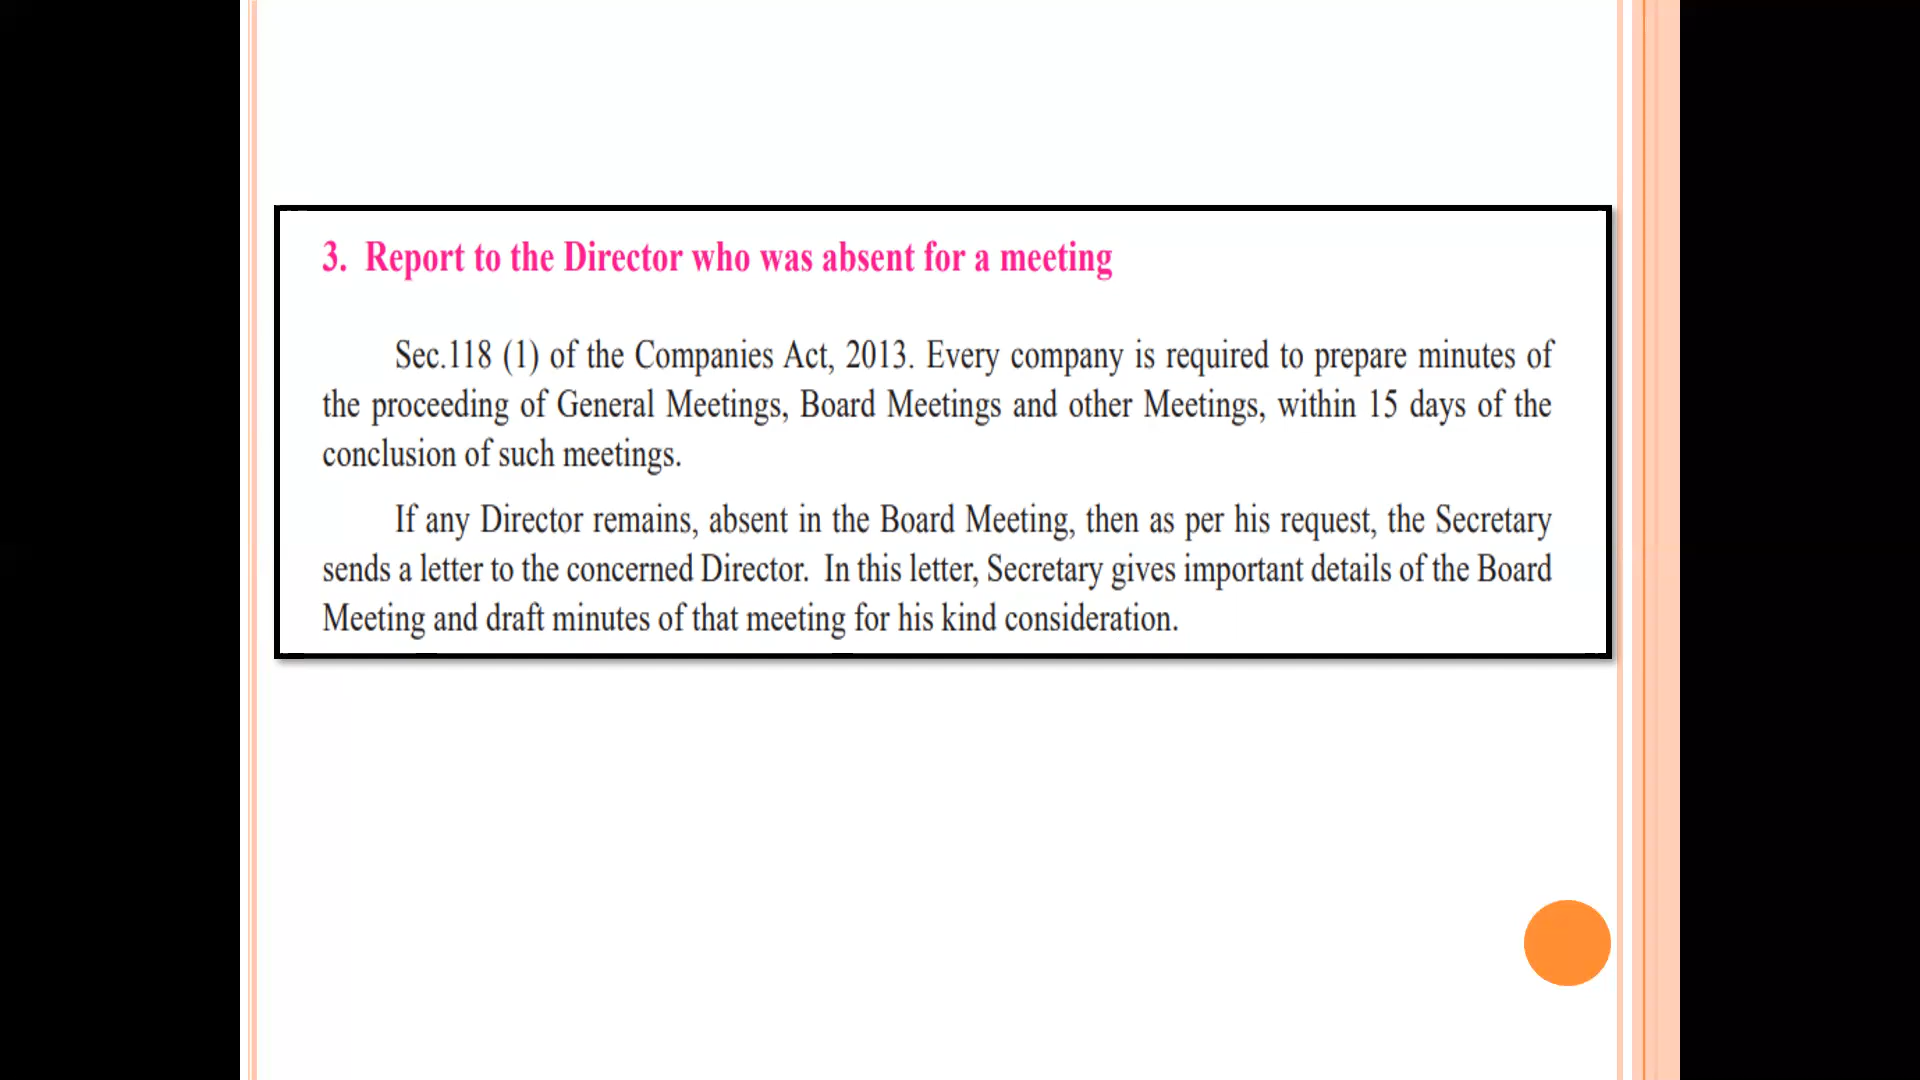 3. Report to the Director who was absent for a meeting
Sec.118 (1) of the Companies Act, 2013. Every company is required to prepare minutes of
the proceeding of General Meetings, Board Meetings and other Meetings, within 15 days of the
conclusion of such meetings.
If any Director remains, absent in the Board Meeting, then as per his request, the Secretary
sends a letter to the concerned Director. In this letter, Secretary gives important details of the Board
Meeting and draft minutes of that meeting for his kind consideration.